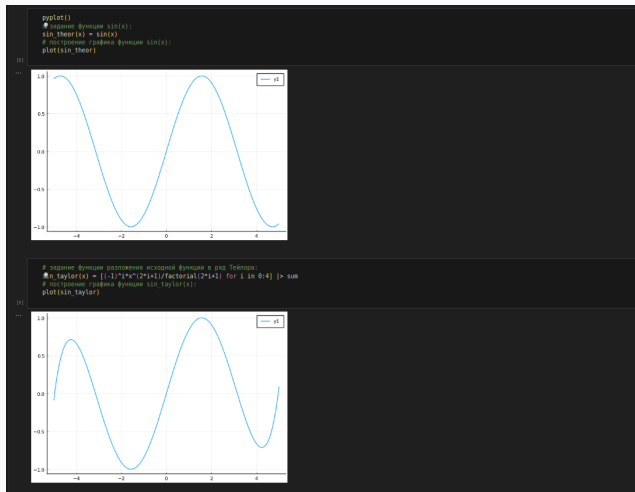 pyplot()
задание функции sin(x):
sin_theor(x) = sin(x)
# построение графика функции sin(x):
plot(sin_theor)
...
1.0
0.5
0.0
−0.5
−1.0
−4
−2
0
2
4
y1
# задание функции разложения исходной функции в ряд Тейлора:
n_taylor(x) = [(-1)^i*x^(2*i+1)/factorial(2*i+1) for i in 0:4] |> sum
# построение графика функции sin_taylor(x):
plot(sin_taylor)
...
1.0
0.5
0.0
−0.5
−1.0
−4
−2
0
2
4
y1